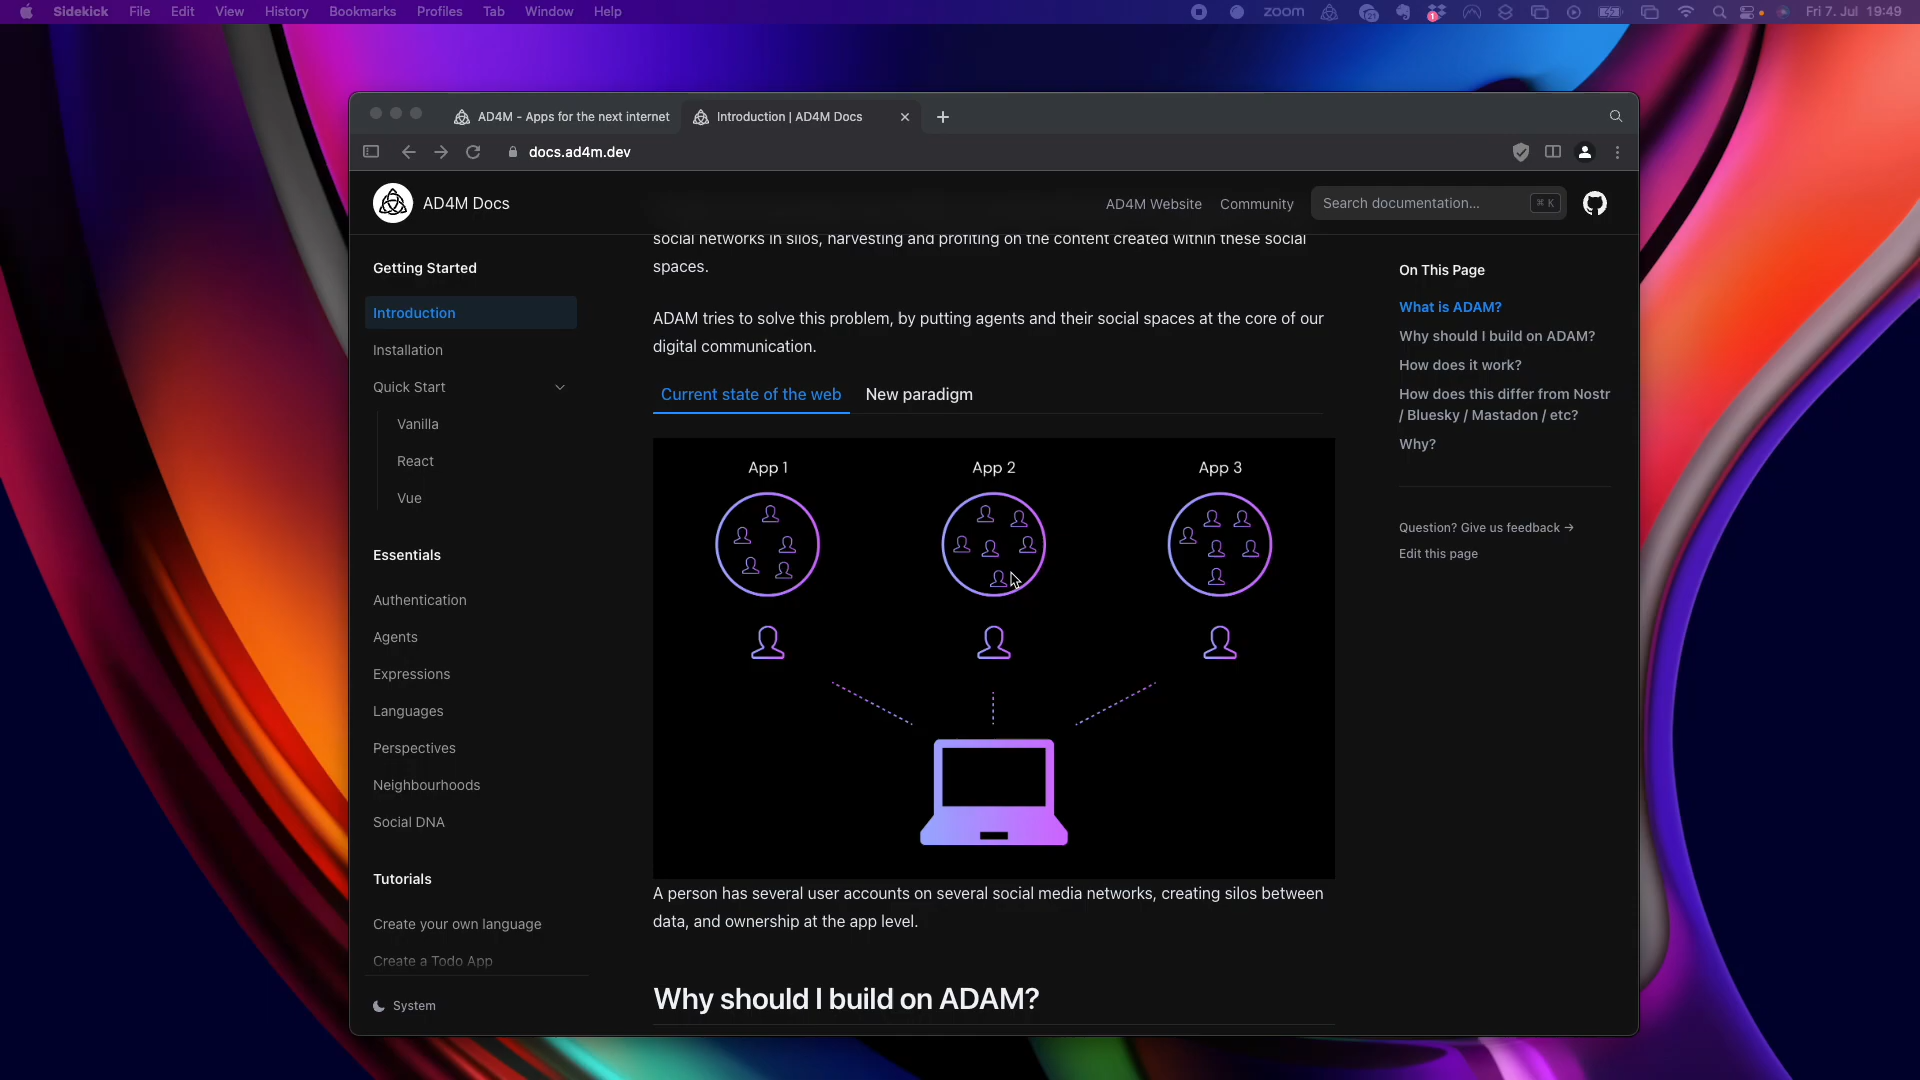 Sidekick File Edit View History Bookmarks Profiles Tab Window Help zoom 21 1 Fri 7. Jul 19:49
AD4M - Apps for the next internet
Introduction | AD4M Docs
docs.ad4m.dev
AD4M Docs
AD4M Website Community Search documentation... ⌘ K
Getting Started
Introduction
Installation
Quick Start
Vanilla
React
Vue
Essentials
Authentication
Agents
Expressions
Languages
Perspectives
Neighbourhoods
Social DNA
Tutorials
Create your own language
Create a Todo App
System
social networks in silos, harvesting and profiting on the content created within these social
spaces.
ADAM tries to solve this problem, by putting agents and their social spaces at the core of our
digital communication.
Current state of the web New paradigm
App 1 App 2 App 3
A person has several user accounts on several social media networks, creating silos between
data, and ownership at the app level.
Why should I build on ADAM?
On This Page
What is ADAM?
Why should I build on ADAM?
How does it work?
How does this differ from Nostr
/ Bluesky / Mastadon / etc?
Why?
Question? Give us feedback →
Edit this page